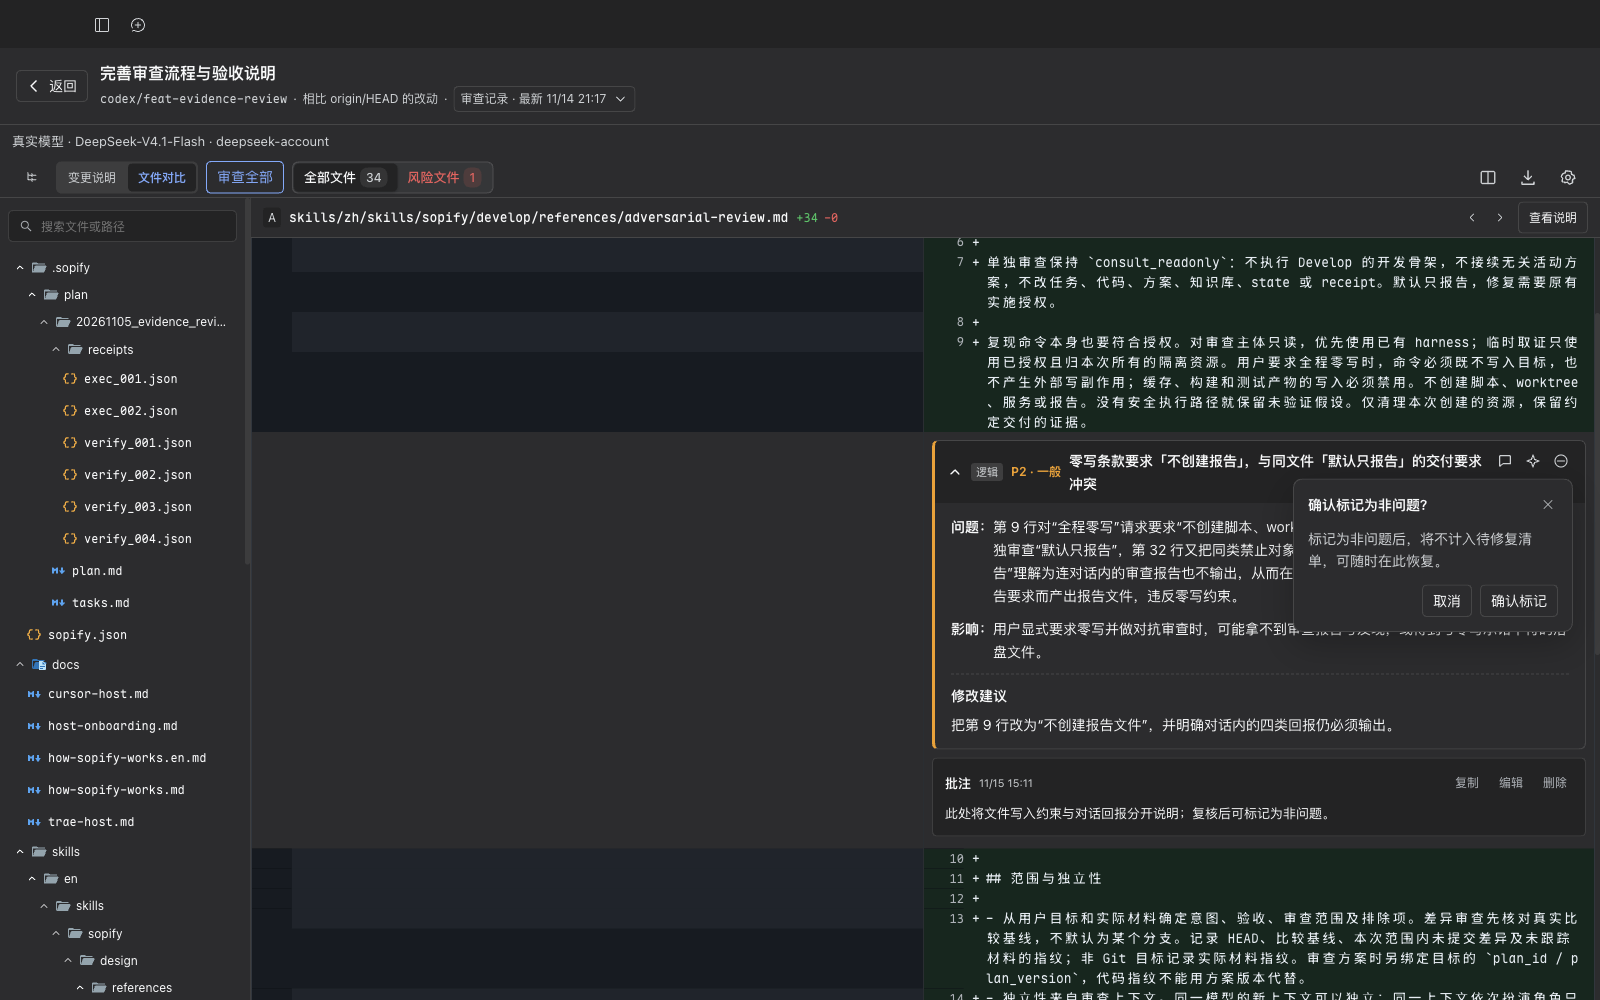 返回
完善审查流程与验收说明
codex/feat-evidence-review · 相比 origin/HEAD 的改动 · 审查记录 · 最新 11/14 21:17
真实模型 · DeepSeek-V4.1-Flash · deepseek-account
变更说明 文件对比 审查全部 全部文件 34 风险文件 1
搜索文件或路径
A skills/zh/skills/sopify/develop/references/adversarial-review.md +34 -0 查看说明
.sopify
plan
20261105_evidence_revi...
receipts
exec_001.json
exec_002.json
verify_001.json
verify_002.json
verify_003.json
verify_004.json
plan.md
tasks.md
sopify.json
docs
cursor-host.md
host-onboarding.md
how-sopify-works.en.md
how-sopify-works.md
trae-host.md
skills
en
skills
sopify
design
references
6 +
7 + 单独审查保持 `consult_readonly`：不执行 Develop 的开发骨架，不接续无关活动方
案，不改任务、代码、方案、知识库、state 或 receipt。默认只报告，修复需要原有
实施授权。
8 +
9 + 复现命令本身也要符合授权。对审查主体只读，优先使用已有 harness；临时取证只使
用已授权且归本次所有的隔离资源。用户要求全程零写时，命令必须既不写入目标，也
不产生外部写副作用；缓存、构建和测试产物的写入必须禁用。不创建脚本、worktree
、服务或报告。没有安全执行路径就保留未验证假设。仅清理本次创建的资源，保留约
定交付的证据。
逻辑 P2 · 一般 零写条款要求「不创建报告」，与同文件「默认只报告」的交付要求
冲突
问题： 第 9 行对“全程零写”请求要求“不创建脚本、work
独审查“默认只报告”，第 32 行又把同类禁止对象
告”理解为连对话内的审查报告也不输出，从而在
告要求而产出报告文件，违反零写约束。
影响： 用户显式要求零写并做对抗审查时，可能拿不到
盘文件。
确认标记为非问题?
标记为非问题后，将不计入待修复清
单，可随时在此恢复。
取消 确认标记
修改建议
把第 9 行改为“不创建报告文件”，并明确对话内的四类回报仍必须输出。
批注 11/15 15:11 复制 编辑 删除
此处将文件写入约束与对话回报分开说明；复核后可标记为非问题。
10 +
11 + ## 范围与独立性
12 +
13 + - 从用户目标和实际材料确定意图、验收、审查范围及排除项。差异审查先核对真实比
较基线，不默认为某个分支。记录 HEAD、比较基线、本次范围内未提交差异及未跟踪
材料的指纹；非 Git 目标记录实际材料指纹。审查方案时另绑定目标的 `plan_id / p
lan_version`，代码指纹不能用方案版本代替。
14 + - 独立性来自审查上下文。同一模型的新上下文可以独立；同一上下文依次扮演角色只